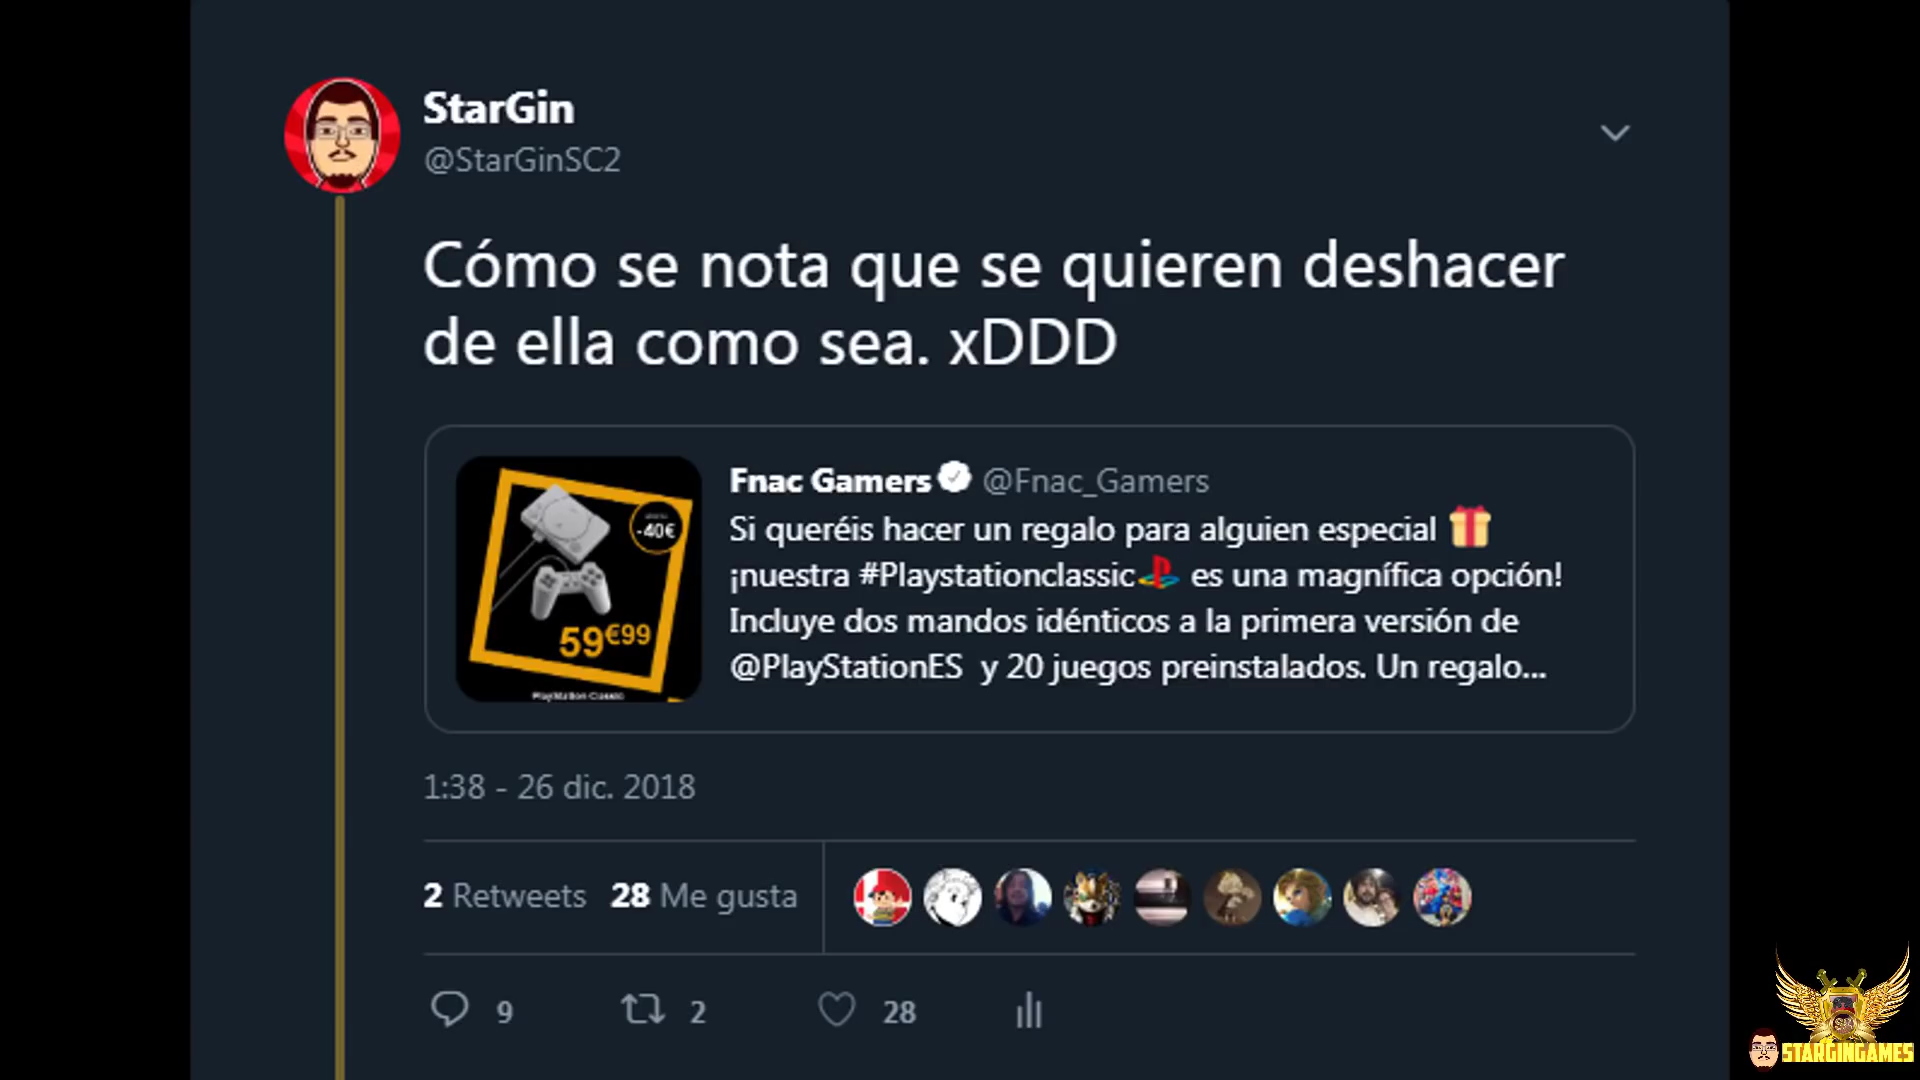 StarGin
@StarGinSC2
Cómo se nota que se quieren deshacer
de ella como sea. xDDD
-40€
59€99
PlayStation Classic
Fnac Gamers @Fnac_Gamers
Si queréis hacer un regalo para alguien especial
¡nuestra #Playstationclassic es una magnífica opción!
Incluye dos mandos idénticos a la primera versión de
@PlayStationES y 20 juegos preinstalados. Un regalo...
1:38 - 26 dic. 2018
2 Retweets 28 Me gusta
9 2 28
STARGINGAMES